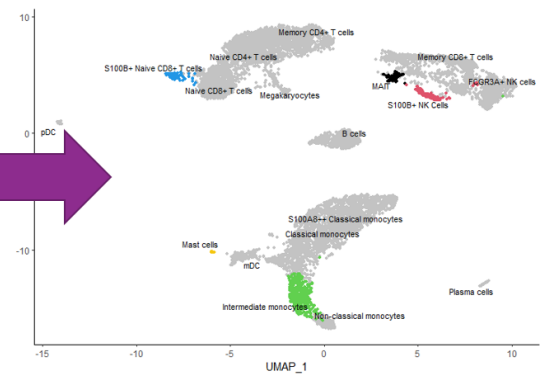 10
Memory CD4+ T cells
Naive CD4+ T cells
Memory CD8+ T cells
S100B+ Naive CD8+ T cells
FCGR3A+ NK cells
MAIT
Naive CD8+ T cells
Megakaryocytes
S100B+ NK Cells
0
pDC
B cells
S100A8++ Classical monocytes
Classical monocytes
Mast cells
-10
mDC
Plasma cells
Intermediate monocytes
Non-classical monocytes
-15
-10
-5
0
5
10
UMAP_1